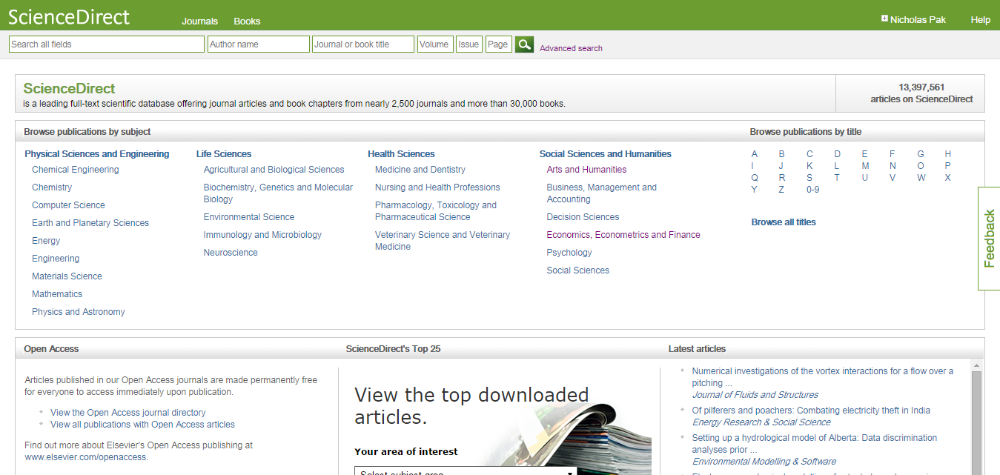 ScienceDirect
Journals Books
Nicholas Pak Help
Search all fields Author name Journal or book title Volume Issue Page Advanced search
ScienceDirect
is a leading full-text scientific database offering journal articles and book chapters from nearly 2,500 journals and more than 30,000 books.
13,397,561
articles on ScienceDirect
Browse publications by subject
Physical Sciences and Engineering
Chemical Engineering
Chemistry
Computer Science
Earth and Planetary Sciences
Energy
Engineering
Materials Science
Mathematics
Physics and Astronomy
Life Sciences
Agricultural and Biological Sciences
Biochemistry, Genetics and Molecular
Biology
Environmental Science
Immunology and Microbiology
Neuroscience
Health Sciences
Medicine and Dentistry
Nursing and Health Professions
Pharmacology, Toxicology and
Pharmaceutical Science
Veterinary Science and Veterinary
Medicine
Social Sciences and Humanities
Arts and Humanities
Business, Management and
Accounting
Decision Sciences
Economics, Econometrics and Finance
Psychology
Social Sciences
Browse publications by title
A B C D E F G H
I J K L M N O P
Q R S T U V W X
Y Z 0-9
Browse all titles
Feedback
Open Access
Articles published in our Open Access journals are made permanently free
for everyone to access immediately upon publication.
View the Open Access journal directory
View all publications with Open Access articles
Find out more about Elsevier's Open Access publishing at
www.elsevier.com/openaccess.
ScienceDirect's Top 25
View the top downloaded
articles.
Your area of interest
Select subject area
Latest articles
Numerical investigations of the vortex interactions for a flow over a
pitching ...
Journal of Fluids and Structures
Of pilferers and poachers: Combating electricity theft in India
Energy Research & Social Science
Setting up a hydrological model of Alberta: Data discrimination
analyses prior ...
Environmental Modelling & Software